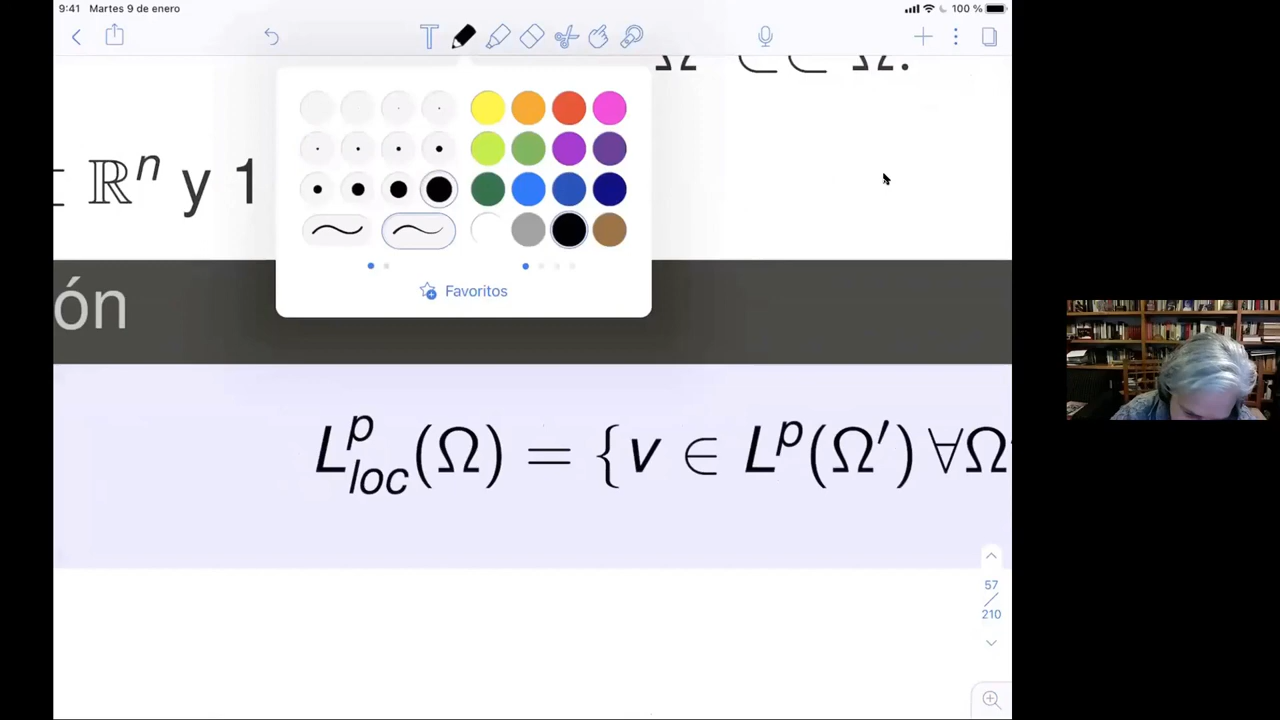 9:41 Martes 9 de enero 100 %
Ω' ⊂⊂ Ω.
ℝⁿ y 1
Favoritos
ón
L^p_loc(Ω) = {v ∈ L^p(Ω') ∀Ω'
57
210